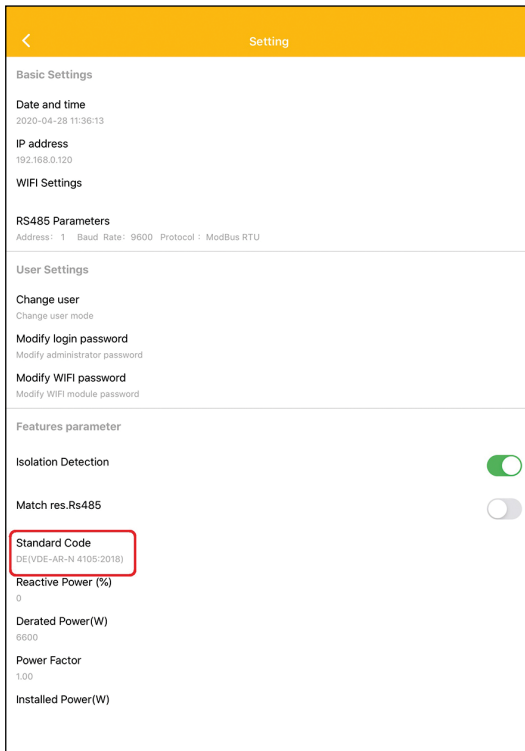 Setting
Basic Settings
Date and time
2020-04-28 11:36:13
IP address
192.168.0.120
WIFI Settings
RS485 Parameters
Address: 1 Baud Rate: 9600 Protocol : ModBus RTU
User Settings
Change user
Change user mode
Modify login password
Modify administrator password
Modify WIFI password
Modify WIFI module password
Features parameter
Isolation Detection
Match res.Rs485
Standard Code
DE(VDE-AR-N 4105:2018)
Reactive Power (%)
0
Derated Power(W)
6600
Power Factor
1.00
Installed Power(W)